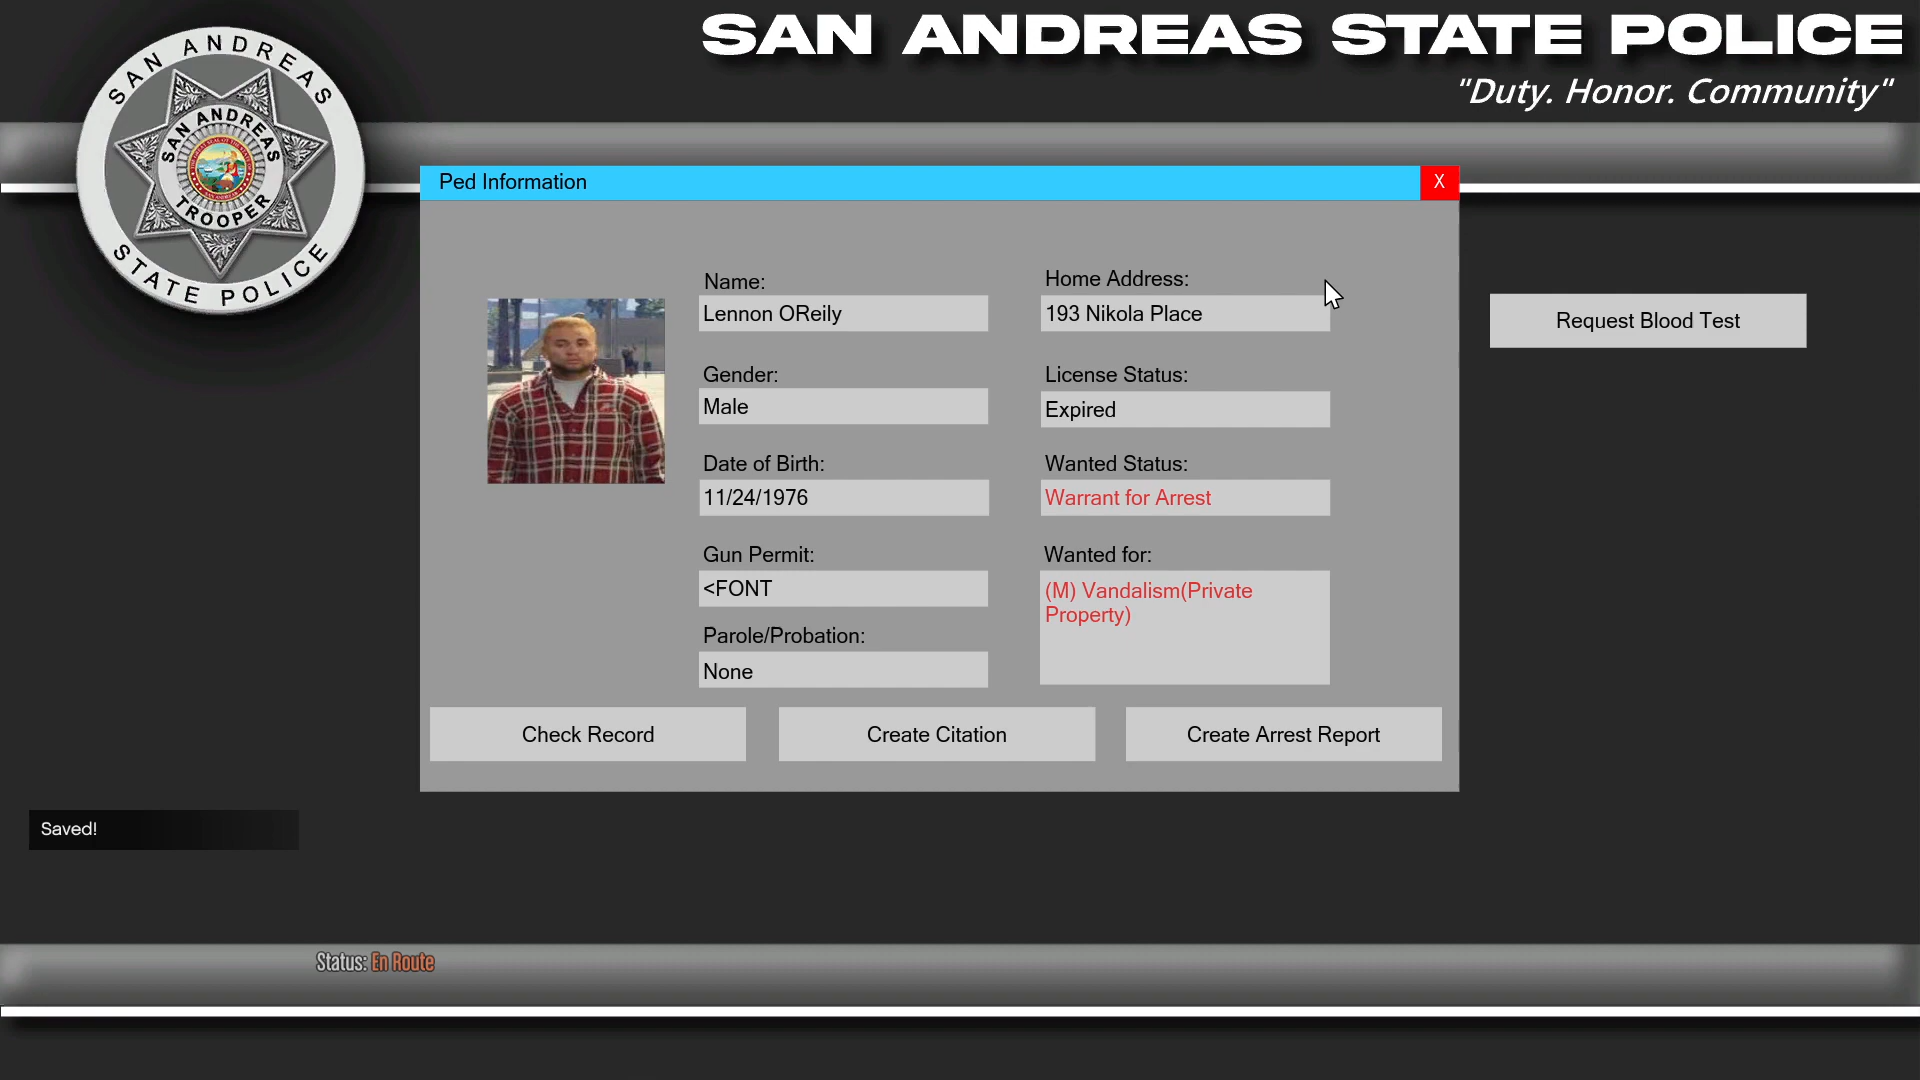 SAN ANDREAS STATE POLICE
"Duty. Honor. Community"
SAN ANDREAS
SAN ANDREAS
TROOPER
STATE POLICE
Ped Information
X
Name:
Lennon OReily
Home Address:
193 Nikola Place
Request Blood Test
Gender:
Male
License Status:
Expired
Date of Birth:
11/24/1976
Wanted Status:
Warrant for Arrest
Gun Permit:
<FONT
Wanted for:
(M) Vandalism(Private
Property)
Parole/Probation:
None
Check Record
Create Citation
Create Arrest Report
Saved!
Status: En Route